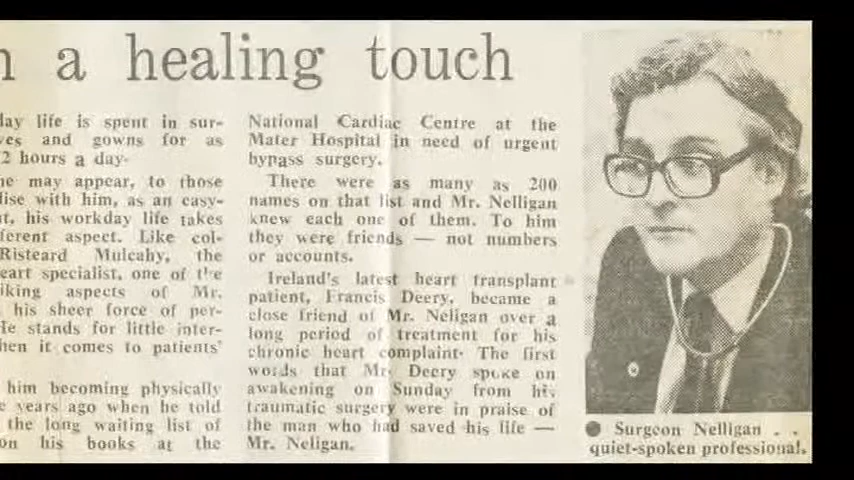 n a healing touch
lay life is spent in sur-
ves and gowns for as
2 hours a day-
he may appear, to those
lise with him, as an easy-
it, his workday life takes
ferent aspect. Like col-
Risteard Mulcahy, the
eart specialist, one of the
iking aspects of Mr.
his sheer force of per-
He stands for little inter-
hen it comes to patients'
him becoming physically
e years ago when he told
the long waiting list of
on his books at the
National Cardiac Centre at the
Mater Hospital in need of urgent
bypass surgery.
There were as many as 200
names on that list and Mr. Nelligan
knew each one of them. To him
they were friends — not numbers
or accounts.
Ireland's latest heart transplant
patient, Francis Deery, became a
close friend of Mr. Neligan over a
long period of treatment for his
chronic heart complaint. The first
words that Mr. Deery spoke on
awakening on Sunday from his
traumatic surgery were in praise of
the man who had saved his life —
Mr. Neligan.
● Surgeon Nelligan . .
quiet-spoken professional.